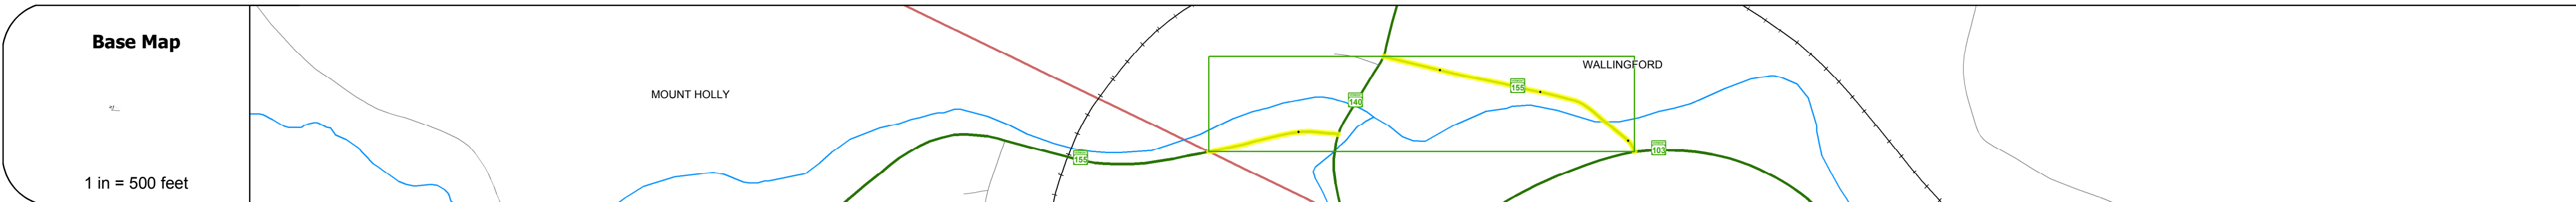 Base Map
1 in = 500 feet
MOUNT HOLLY
WALLINGFORD
155
140
155
103